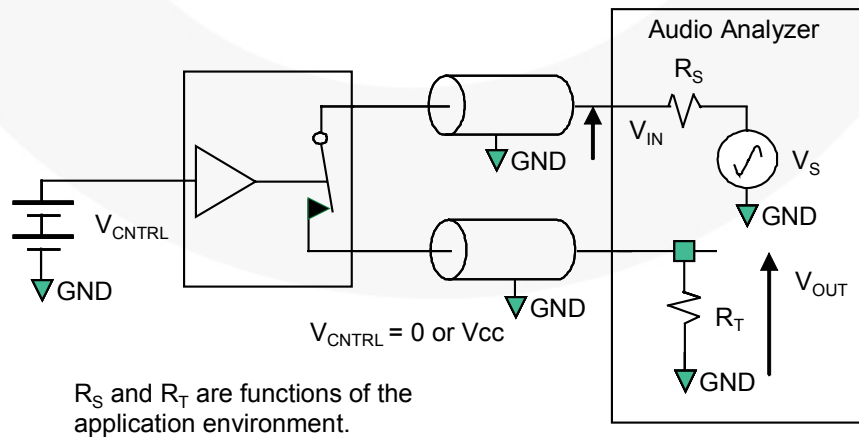 Audio Analyzer
R_S
V_IN
GND
V_S
V_CNTRL
GND
GND
V_OUT
GND
R_T
V_CNTRL = 0 or Vcc
GND
R_S and R_T are functions of the
application environment.